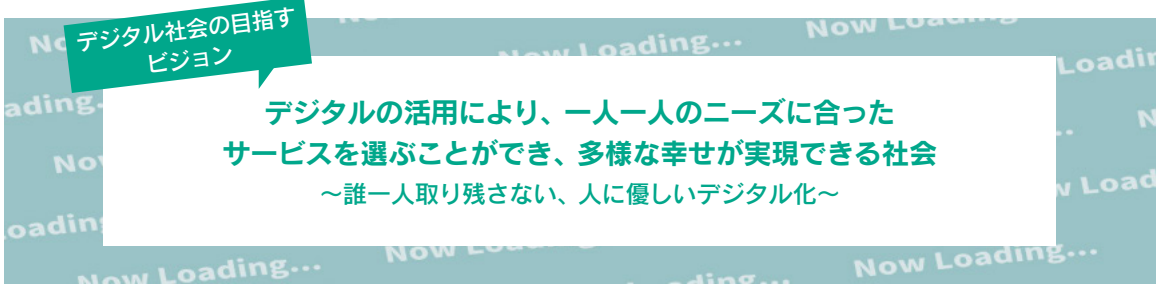 デジタル社会の目指す
ビジョン
Now Loading...
Now Loading...
デジタルの活用により、一人一人のニーズに合った
サービスを選ぶことができ、多様な幸せが実現できる社会
～誰一人取り残さない、人に優しいデジタル化～
Now Loading...
Now Loading...